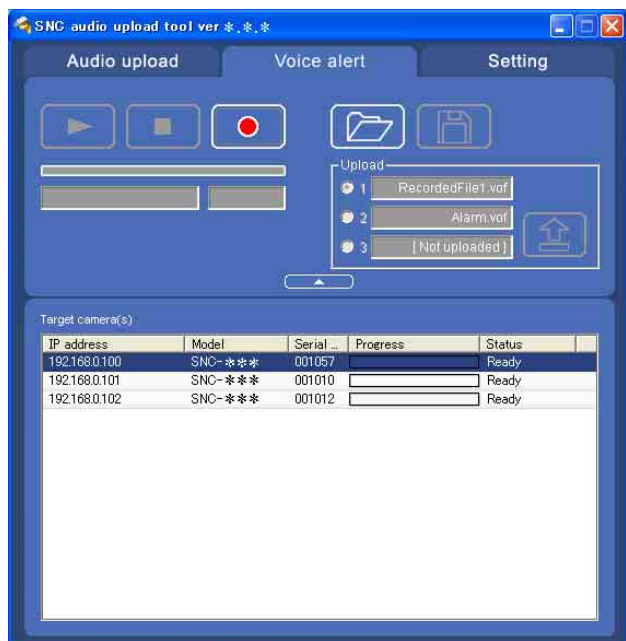 SNC audio upload tool ver *.*.*
Audio upload Voice alert Setting
Upload
1 RecordedFile1.vof
2 Alarm.vof
3 [ Not uploaded ]
Target camera(s)
IP address Model Serial ... Progress Status
192.168.0.100 SNC-*** 001057 Ready
192.168.0.101 SNC-*** 001010 Ready
192.168.0.102 SNC-*** 001012 Ready